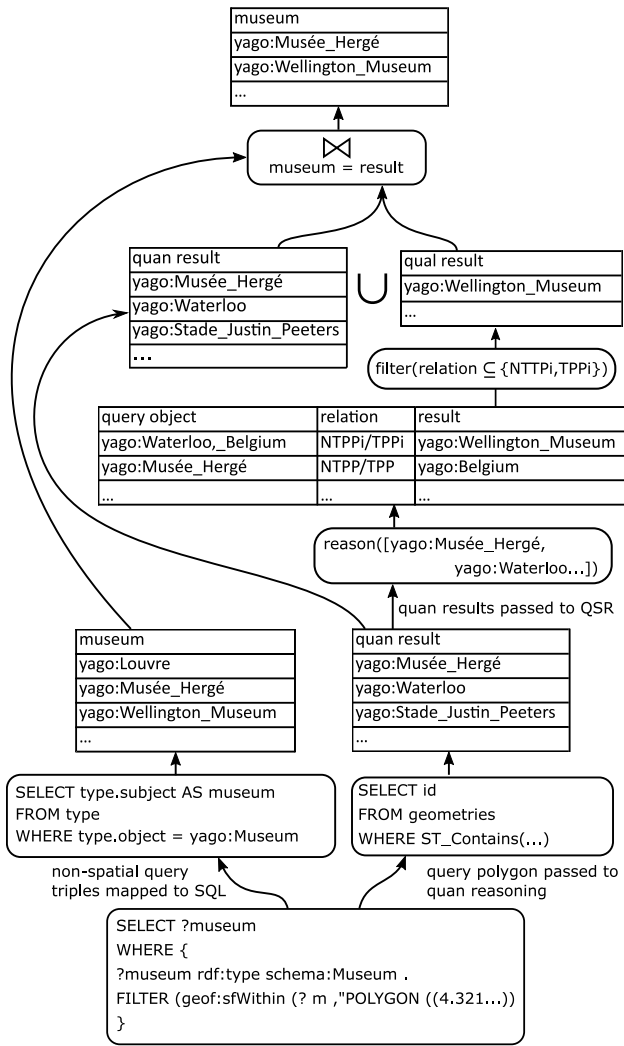 museum
yago:Musée_Hergé
yago:Wellington_Museum
...
⋈
museum = result
quan result
yago:Musée_Hergé
yago:Waterloo
yago:Stade_Justin_Peeters
...
∪
qual result
yago:Wellington_Museum
...
filter(relation ⊆ {NTTPi,TPPi})
query object relation result
yago:Waterloo,_Belgium NTPPi/TPPi yago:Wellington_Museum
yago:Musée_Hergé NTPP/TPP yago:Belgium
... ... ...
reason([yago:Musée_Hergé,
yago:Waterloo...])
quan results passed to QSR
museum
yago:Louvre
yago:Musée_Hergé
yago:Wellington_Museum
...
quan result
yago:Musée_Hergé
yago:Waterloo
yago:Stade_Justin_Peeters
...
SELECT type.subject AS museum
FROM type
WHERE type.object = yago:Museum
SELECT id
FROM geometries
WHERE ST_Contains(...)
non-spatial query
triples mapped to SQL
query polygon passed to
quan reasoning
SELECT ?museum
WHERE {
?museum rdf:type schema:Museum .
FILTER (geof:sfWithin (? m ,"POLYGON ((4.321...))
}